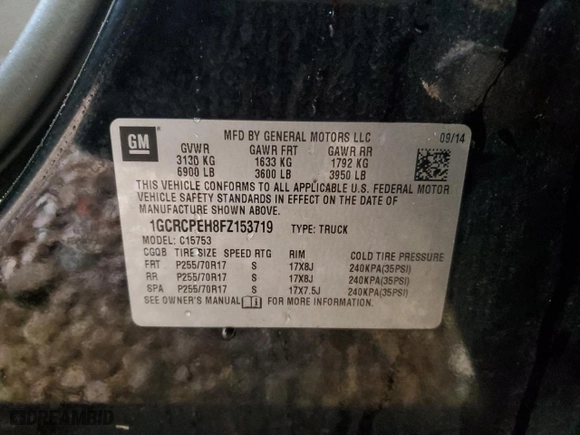 GM
MFD BY GENERAL MOTORS LLC 09/14
GVWR GAWR FRT GAWR RR
3130 KG 1633 KG 1792 KG
6900 LB 3600 LB 3950 LB
THIS VEHICLE CONFORMS TO ALL APPLICABLE U.S. FEDERAL MOTOR
VEHICLE SAFETY STANDARDS IN EFFECT ON THE DATE OF
MANUFACTURE SHOWN ABOVE.
1GCRCPEH8FZ153719 TYPE: TRUCK
MODEL: C15753
CGQB TIRE SIZE SPEED RTG RIM COLD TIRE PRESSURE
FRT P255/70R17 S 17X8J 240KPA(35PSI)
RR P255/70R17 S 17X8J 240KPA(35PSI)
SPA P255/70R17 S 17X7.5J 240KPA(35PSI)
SEE OWNER'S MANUAL FOR MORE INFORMATION.
DREAMBID